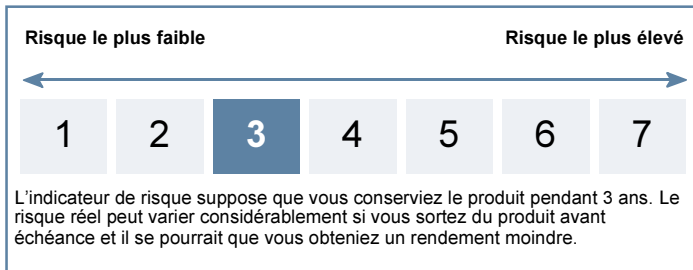 Risque le plus faible Risque le plus élevé
1 2 3 4 5 6 7
L'indicateur de risque suppose que vous conserviez le produit pendant 3 ans. Le
risque réel peut varier considérablement si vous sortez du produit avant
échéance et il se pourrait que vous obteniez un rendement moindre.